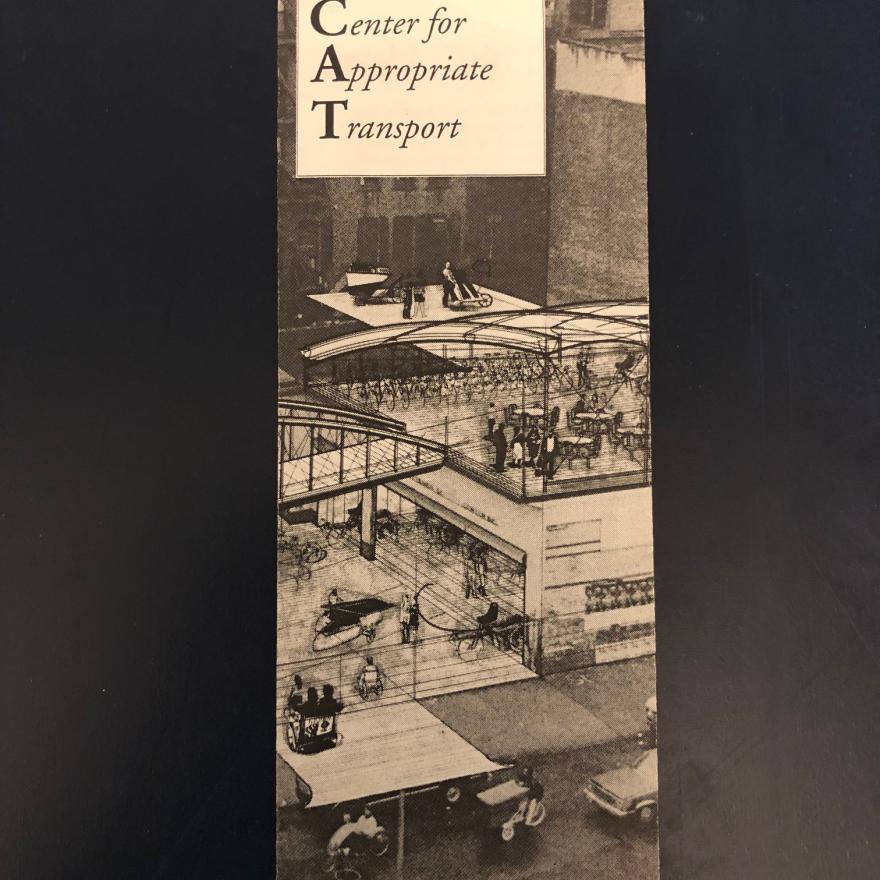 Center for
Appropriate
Transport